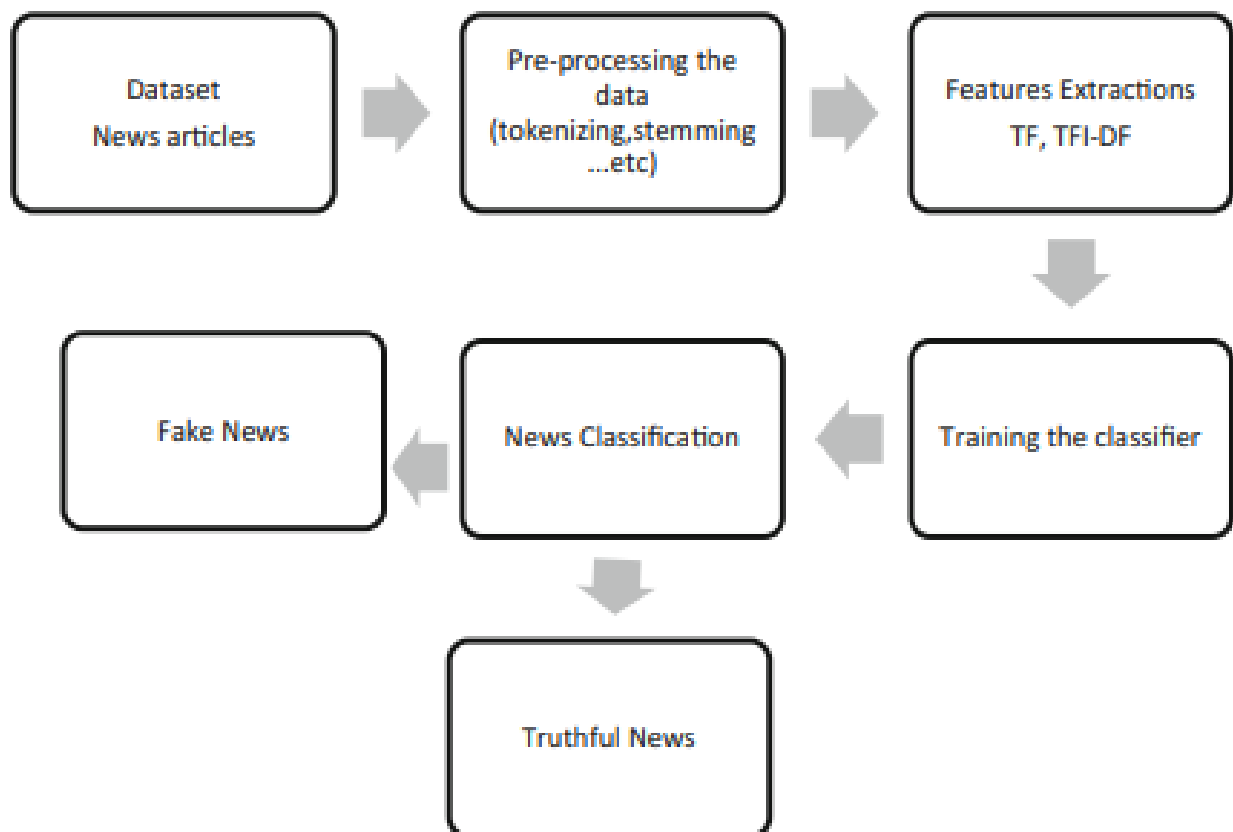 Dataset
News articles
Pre-processing the
data
(tokenizing,stemming
...etc)
Features Extractions
TF, TFI-DF
Fake News
News Classification
Training the classifier
Truthful News